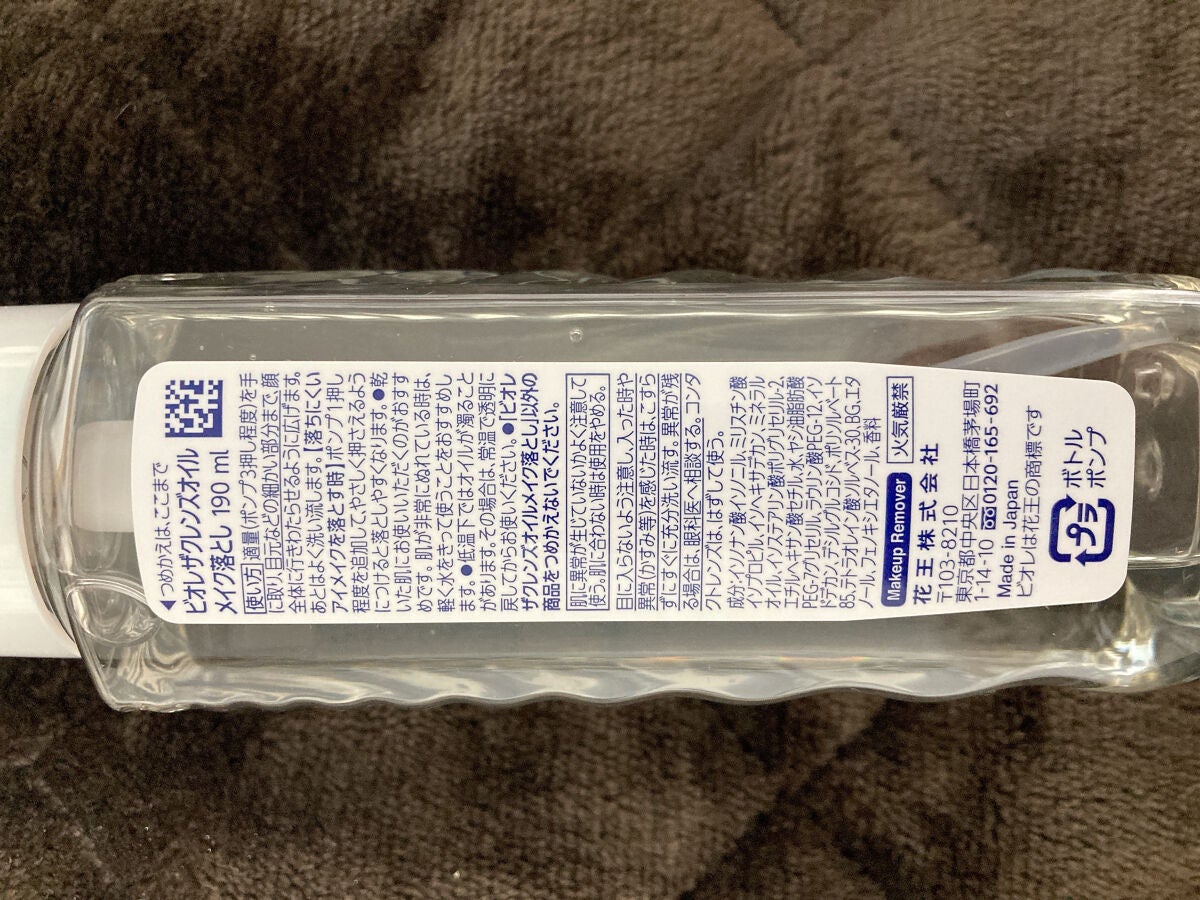 ◀つめかえは、ここまで
ビオレザクレンズオイル
メイク落とし 190 ml
使い方 適量(ポンプ3押し程度)を手
に取り、目元などの細かい部分まで、顔
全体に行きわたらせるように広げます。
あとはよく洗い流します。【落ちにくい
アイメイクを落とす時】ポンプ1押し
程度を追加してやさしく押さえるよう
につけると落としやすくなります。●乾
いた肌にお使いいただくのがおすす
めです。肌が非常にぬれている時は、
軽く水をきって使うことをおすすめし
ます。●低温下ではオイルが濁ること
があります。その場合は、常温で透明に
戻してからお使いください。●ビオレ
ザクレンズオイルメイク落とし以外の
商品をつめかえないでください。
肌に異常が生じていないかよく注意して
使う。肌に合わない時は使用をやめる。
目に入らないよう注意し、入った時や
異常(かすみ等)を感じた時は、こすら
ずにすぐに充分洗い流す。異常が残
る場合は、眼科医へ相談する。コンタ
クトレンズは、はずして使う。
成分:イソノナン酸イソノニル、ミリスチン酸
イソプロピル、イソヘキサデカン、ミネラル
オイル、イソステアリン酸ポリグリセリル-2、
エチルヘキサン酸セチル、水、ヤシ油脂肪酸
PEG-7グリセリル、ラウリン酸PEG-12、イソ
ドデカン、デシルグルコシド、ポリソルベート
85、テトラオレイン酸ソルベス-30、BG、エタ
ノール、フェノキシエタノール、香料
Makeup Remover 火気厳禁
花王株式会社
〒103-8210
東京都中央区日本橋茅場町
1-14-10 0120-165-692
Made in Japan
ビオレは花王の商標です
プラ ボトル
ポンプ